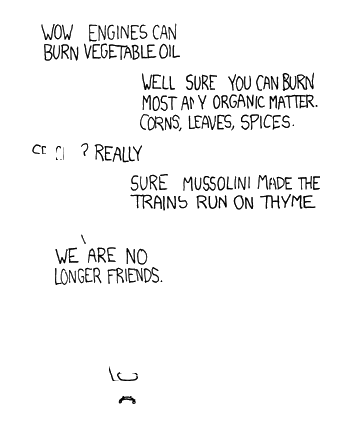 WOW ENGINES CAN
BURN VEGETABLE OIL
WELL SURE YOU CAN BURN
MOST ANY ORGANIC MATTER.
CORNS, LEAVES, SPICES.
? REALLY
SURE MUSSOLINI MADE THE
TRAINS RUN ON THYME
WE ARE NO
LONGER FRIENDS.